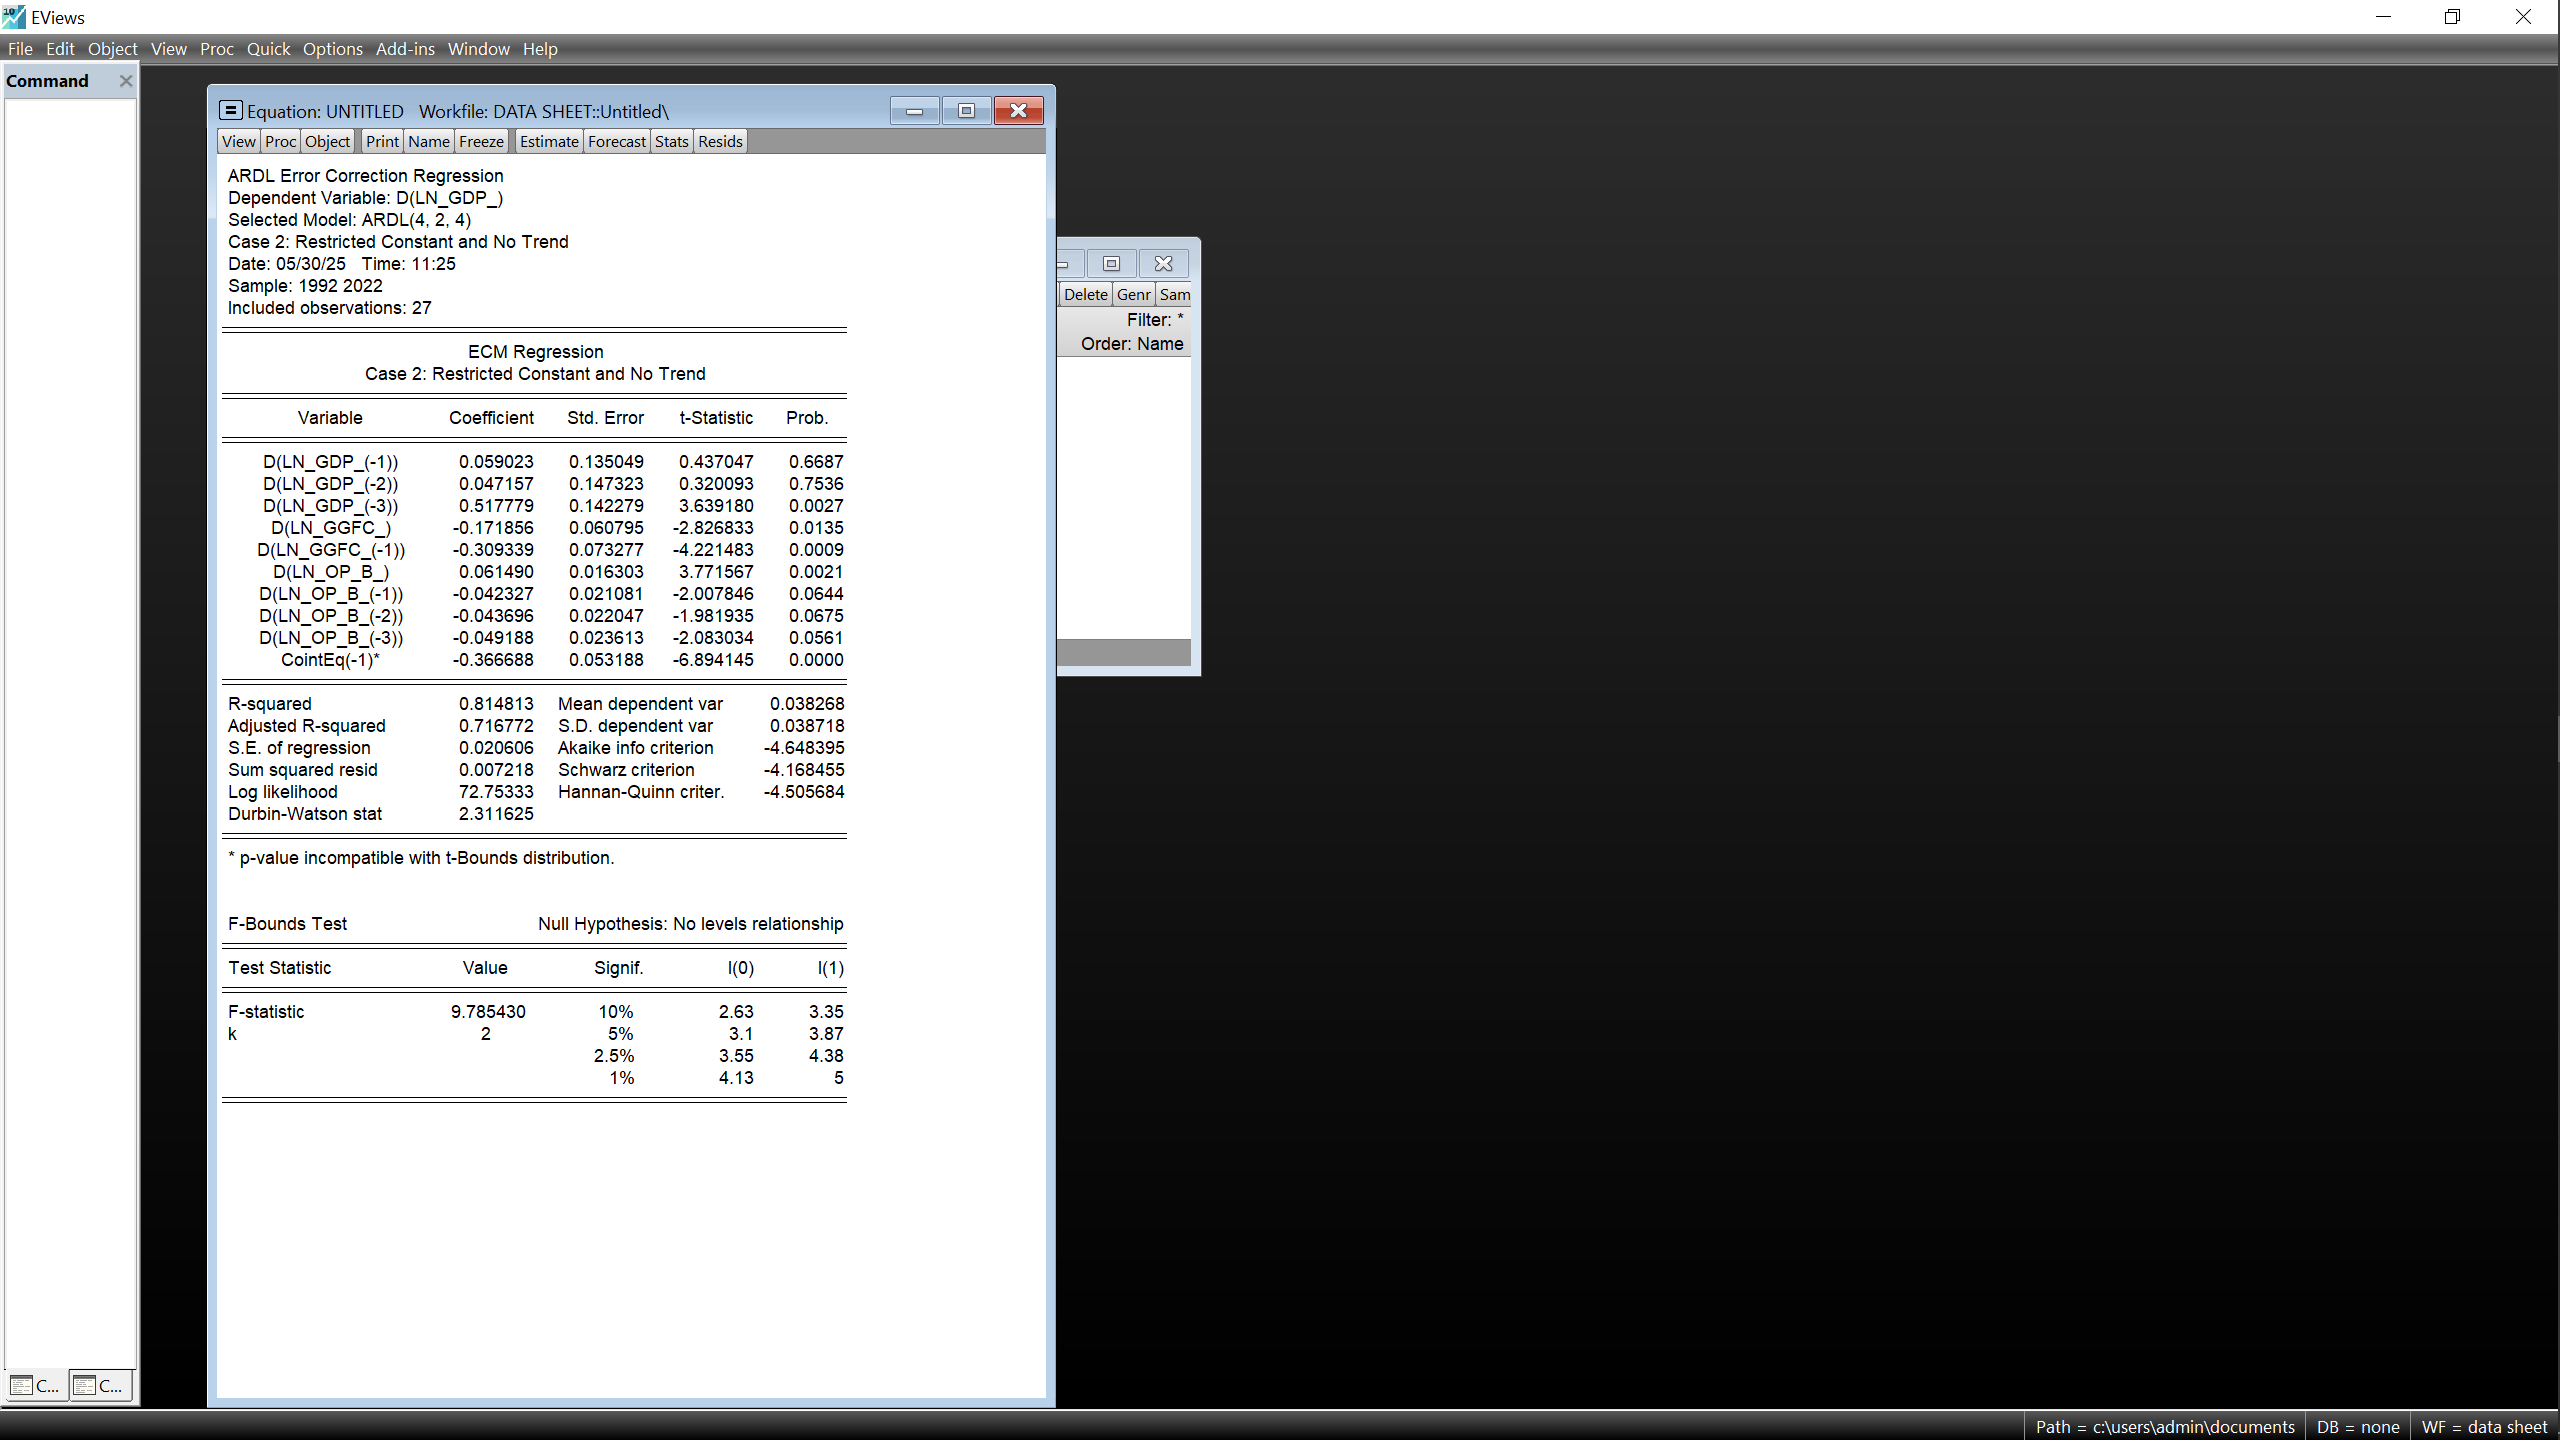 EViews
File Edit Object View Proc Quick Options Add-ins Window Help
Command
Equation: UNTITLED Workfile: DATA SHEET::Untitled\
View Proc Object Print Name Freeze Estimate Forecast Stats Resids
ARDL Error Correction Regression
Dependent Variable: D(LN_GDP_)
Selected Model: ARDL(4, 2, 4)
Case 2: Restricted Constant and No Trend
Date: 05/30/25 Time: 11:25
Sample: 1992 2022
Included observations: 27
ECM Regression
Case 2: Restricted Constant and No Trend
Variable Coefficient Std. Error t-Statistic Prob.
D(LN_GDP_(-1)) 0.059023 0.135049 0.437047 0.6687
D(LN_GDP_(-2)) 0.047157 0.147323 0.320093 0.7536
D(LN_GDP_(-3)) 0.517779 0.142279 3.639180 0.0027
D(LN_GGFC_) -0.171856 0.060795 -2.826833 0.0135
D(LN_GGFC_(-1)) -0.309339 0.073277 -4.221483 0.0009
D(LN_OP_B_) 0.061490 0.016303 3.771567 0.0021
D(LN_OP_B_(-1)) -0.042327 0.021081 -2.007846 0.0644
D(LN_OP_B_(-2)) -0.043696 0.022047 -1.981935 0.0675
D(LN_OP_B_(-3)) -0.049188 0.023613 -2.083034 0.0561
CointEq(-1)* -0.366688 0.053188 -6.894145 0.0000
R-squared 0.814813 Mean dependent var 0.038268
Adjusted R-squared 0.716772 S.D. dependent var 0.038718
S.E. of regression 0.020606 Akaike info criterion -4.648395
Sum squared resid 0.007218 Schwarz criterion -4.168455
Log likelihood 72.75333 Hannan-Quinn criter. -4.505684
Durbin-Watson stat 2.311625
* p-value incompatible with t-Bounds distribution.
F-Bounds Test Null Hypothesis: No levels relationship
Test Statistic Value Signif. I(0) I(1)
F-statistic 9.785430 10% 2.63 3.35
k 2 5% 3.1 3.87
2.5% 3.55 4.38
1% 4.13 5
Delete Genr Sam
Filter: *
Order: Name
C... C...
Path = c:\users\admin\documents DB = none WF = data sheet